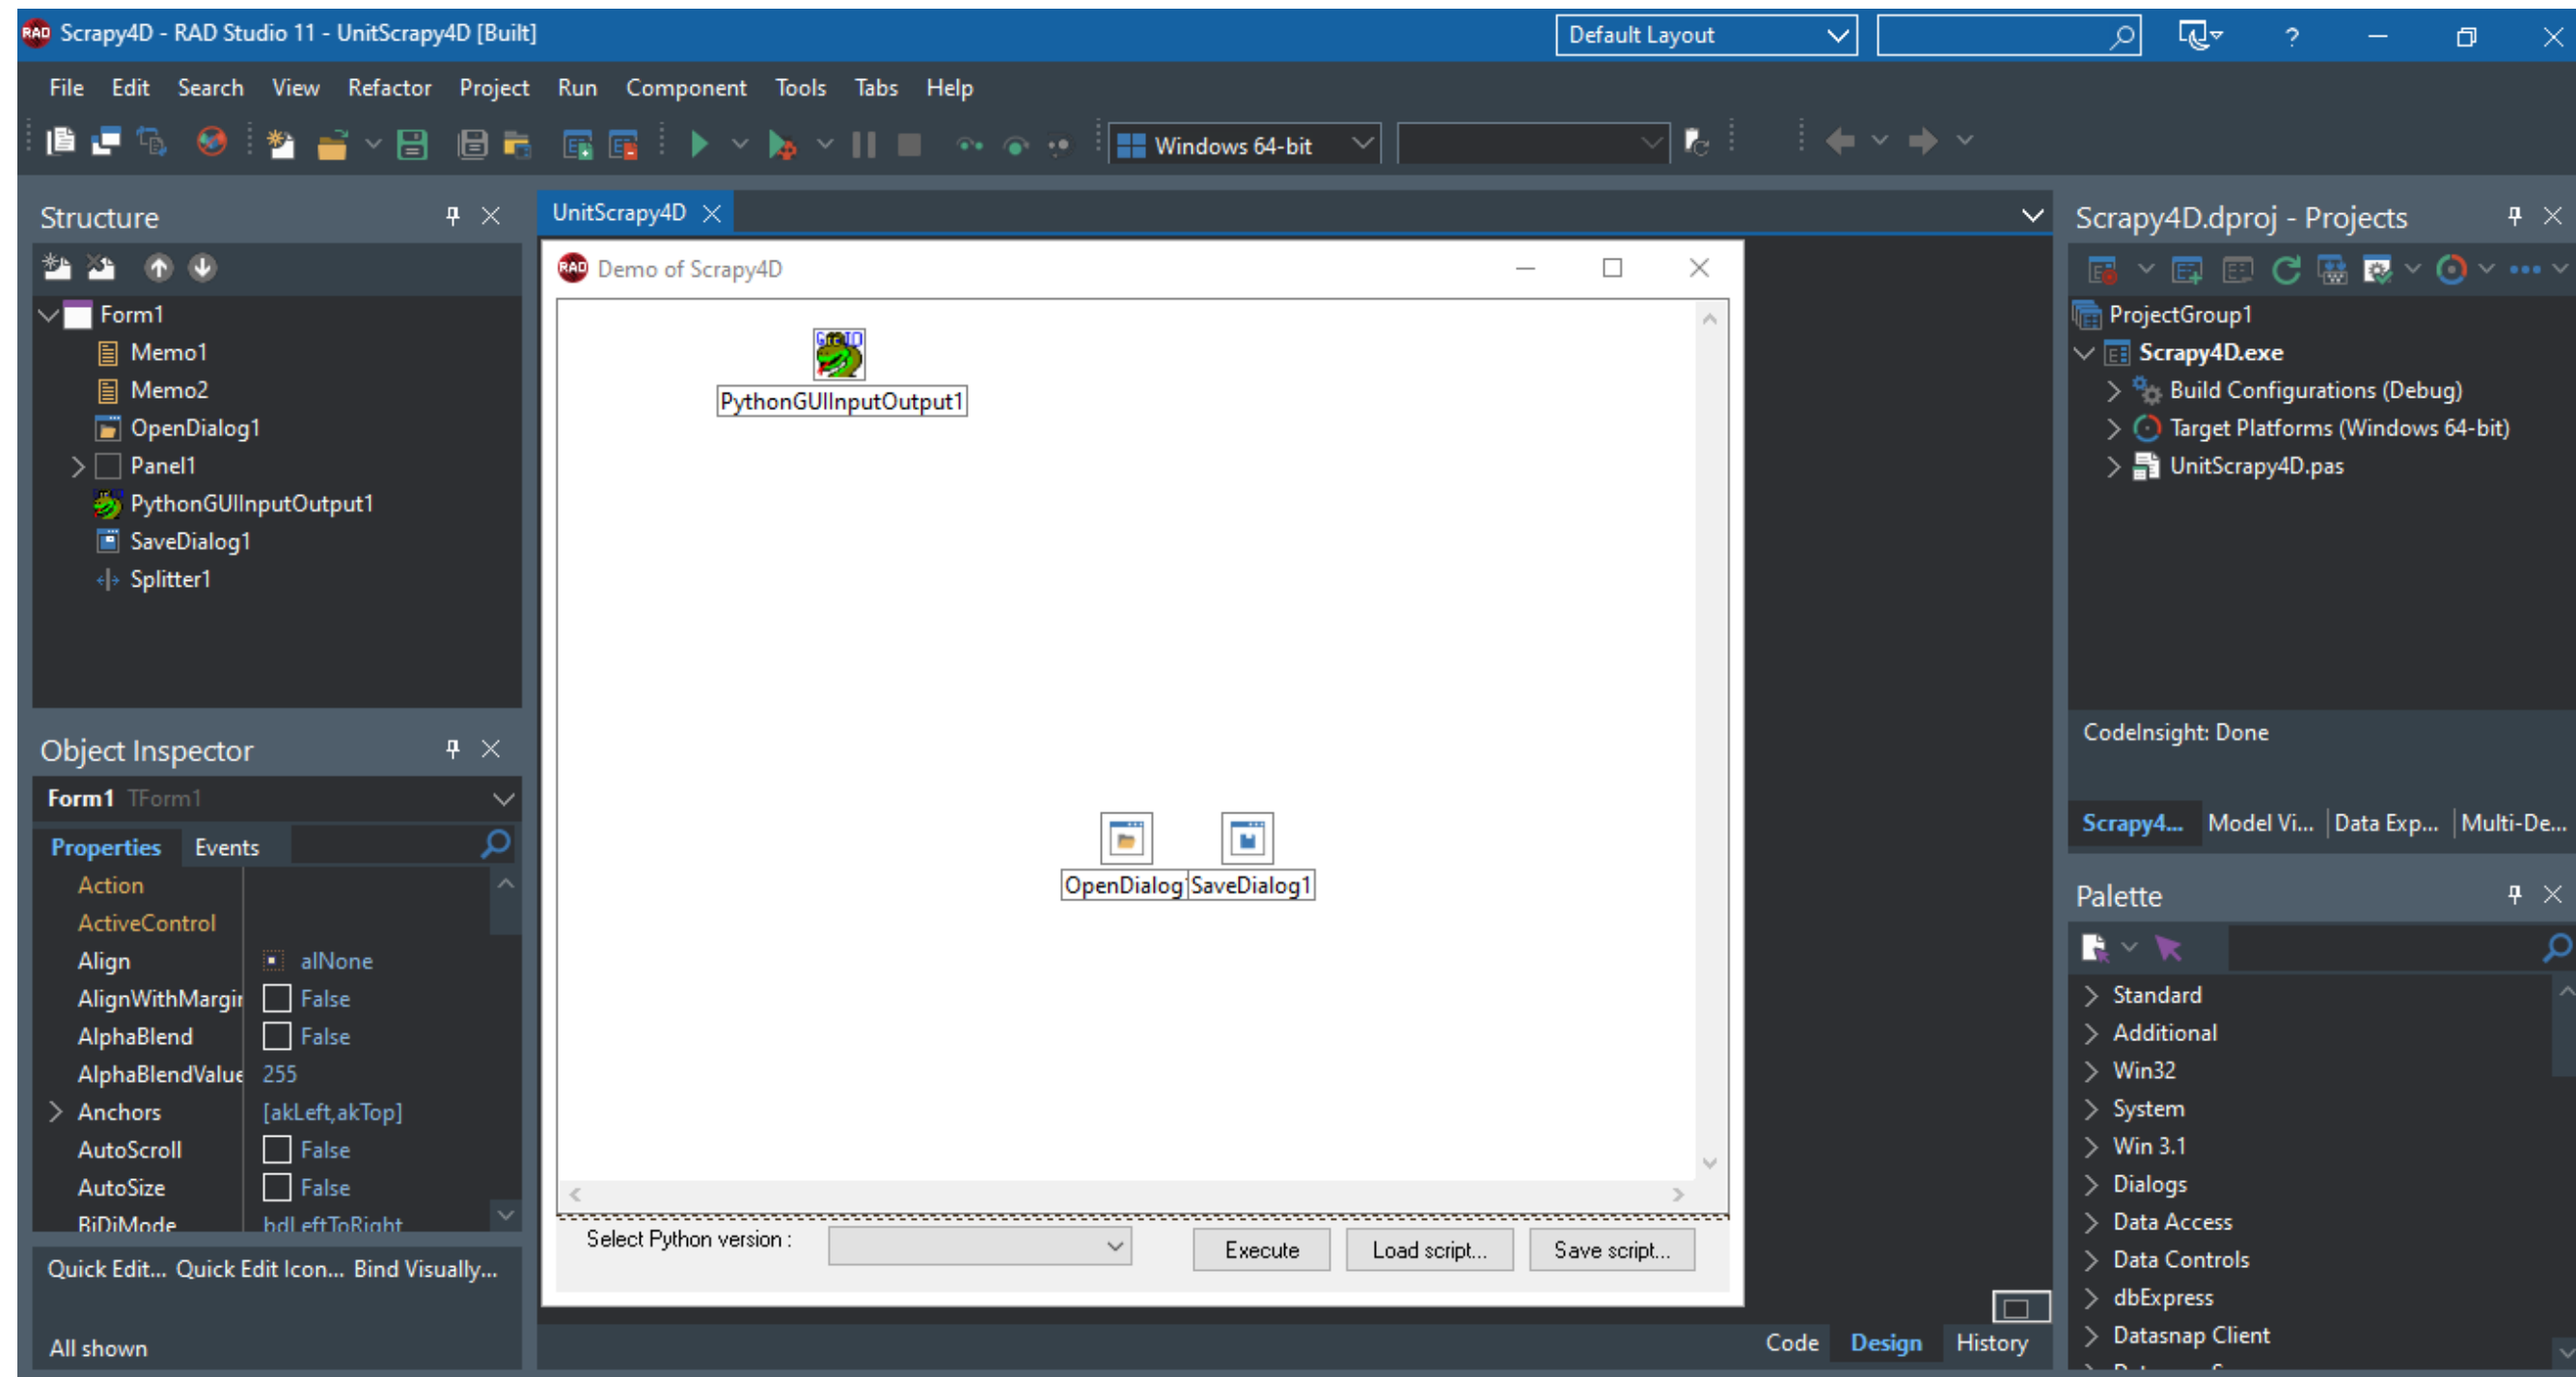 Scrapy4D - RAD Studio 11 - UnitScrapy4D [Built]
Default Layout
File Edit Search View Refactor Project Run Component Tools Tabs Help
Windows 64-bit
Structure
Form1
Memo1
Memo2
OpenDialog1
Panel1
PythonGUIInputOutput1
SaveDialog1
Splitter1
Object Inspector
Form1 TForm1
Properties Events
Action
ActiveControl
Align alNone
AlignWithMargin False
AlphaBlend False
AlphaBlendValue 255
Anchors [akLeft,akTop]
AutoScroll False
AutoSize False
BiDiMode bdLeftToRight
Quick Edit... Quick Edit Icon... Bind Visually...
All shown
UnitScrapy4D
Demo of Scrapy4D
PythonGUIInputOutput1
OpenDialog SaveDialog1
Select Python version :
Execute
Load script...
Save script...
Code Design History
Scrapy4D.dproj - Projects
ProjectGroup1
Scrapy4D.exe
Build Configurations (Debug)
Target Platforms (Windows 64-bit)
UnitScrapy4D.pas
CodeInsight: Done
Scrapy4... Model Vi... Data Exp... Multi-De...
Palette
Standard
Additional
Win32
System
Win 3.1
Dialogs
Data Access
Data Controls
dbExpress
Datasnap Client